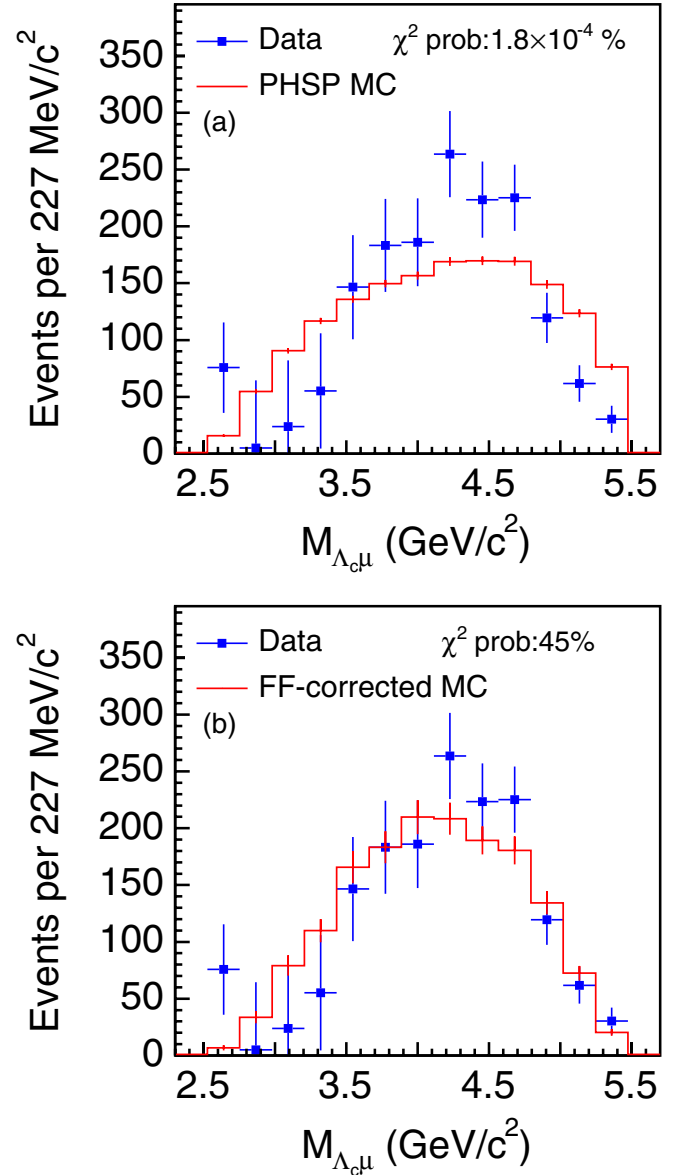 350
300
250
200
150
100
50
0
Events per 227 MeV/c²
Data
χ² prob:1.8×10⁻⁴ %
PHSP MC
(a)
2.5 3.5 4.5 5.5
M_Λcμ (GeV/c²)
350
300
250
200
150
100
50
0
Events per 227 MeV/c²
Data
χ² prob:45%
FF-corrected MC
(b)
2.5 3.5 4.5 5.5
M_Λcμ (GeV/c²)